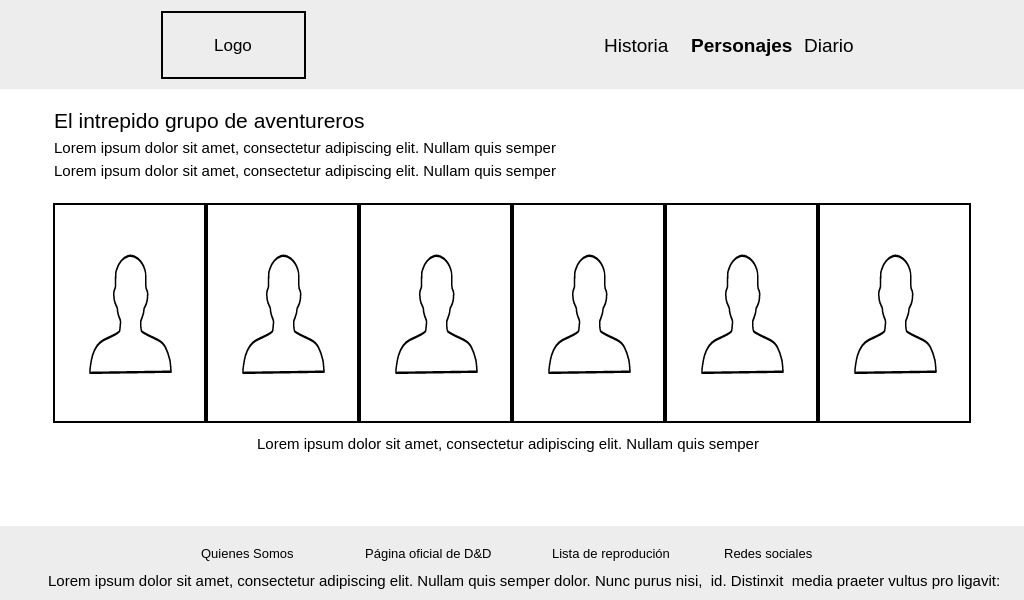 Logo
Historia Personajes Diario
El intrepido grupo de aventureros
Lorem ipsum dolor sit amet, consectetur adipiscing elit. Nullam quis semper
Lorem ipsum dolor sit amet, consectetur adipiscing elit. Nullam quis semper
Lorem ipsum dolor sit amet, consectetur adipiscing elit. Nullam quis semper
Quienes Somos Página oficial de D&D Lista de reprodución Redes sociales
Lorem ipsum dolor sit amet, consectetur adipiscing elit. Nullam quis semper dolor. Nunc purus nisi,  id. Distinxit  media praeter vultus pro ligavit: